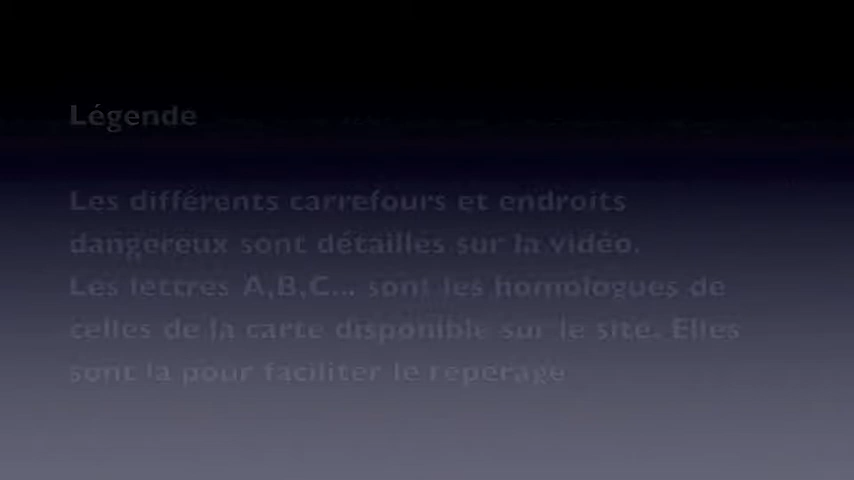 Légende
Les différents carrefours et endroits
dangereux sont détaillés sur la vidéo.
Les lettres A,B,C... sont les homologues de
celles de la carte disponible sur le site. Elles
sont la pour faciliter le repérage